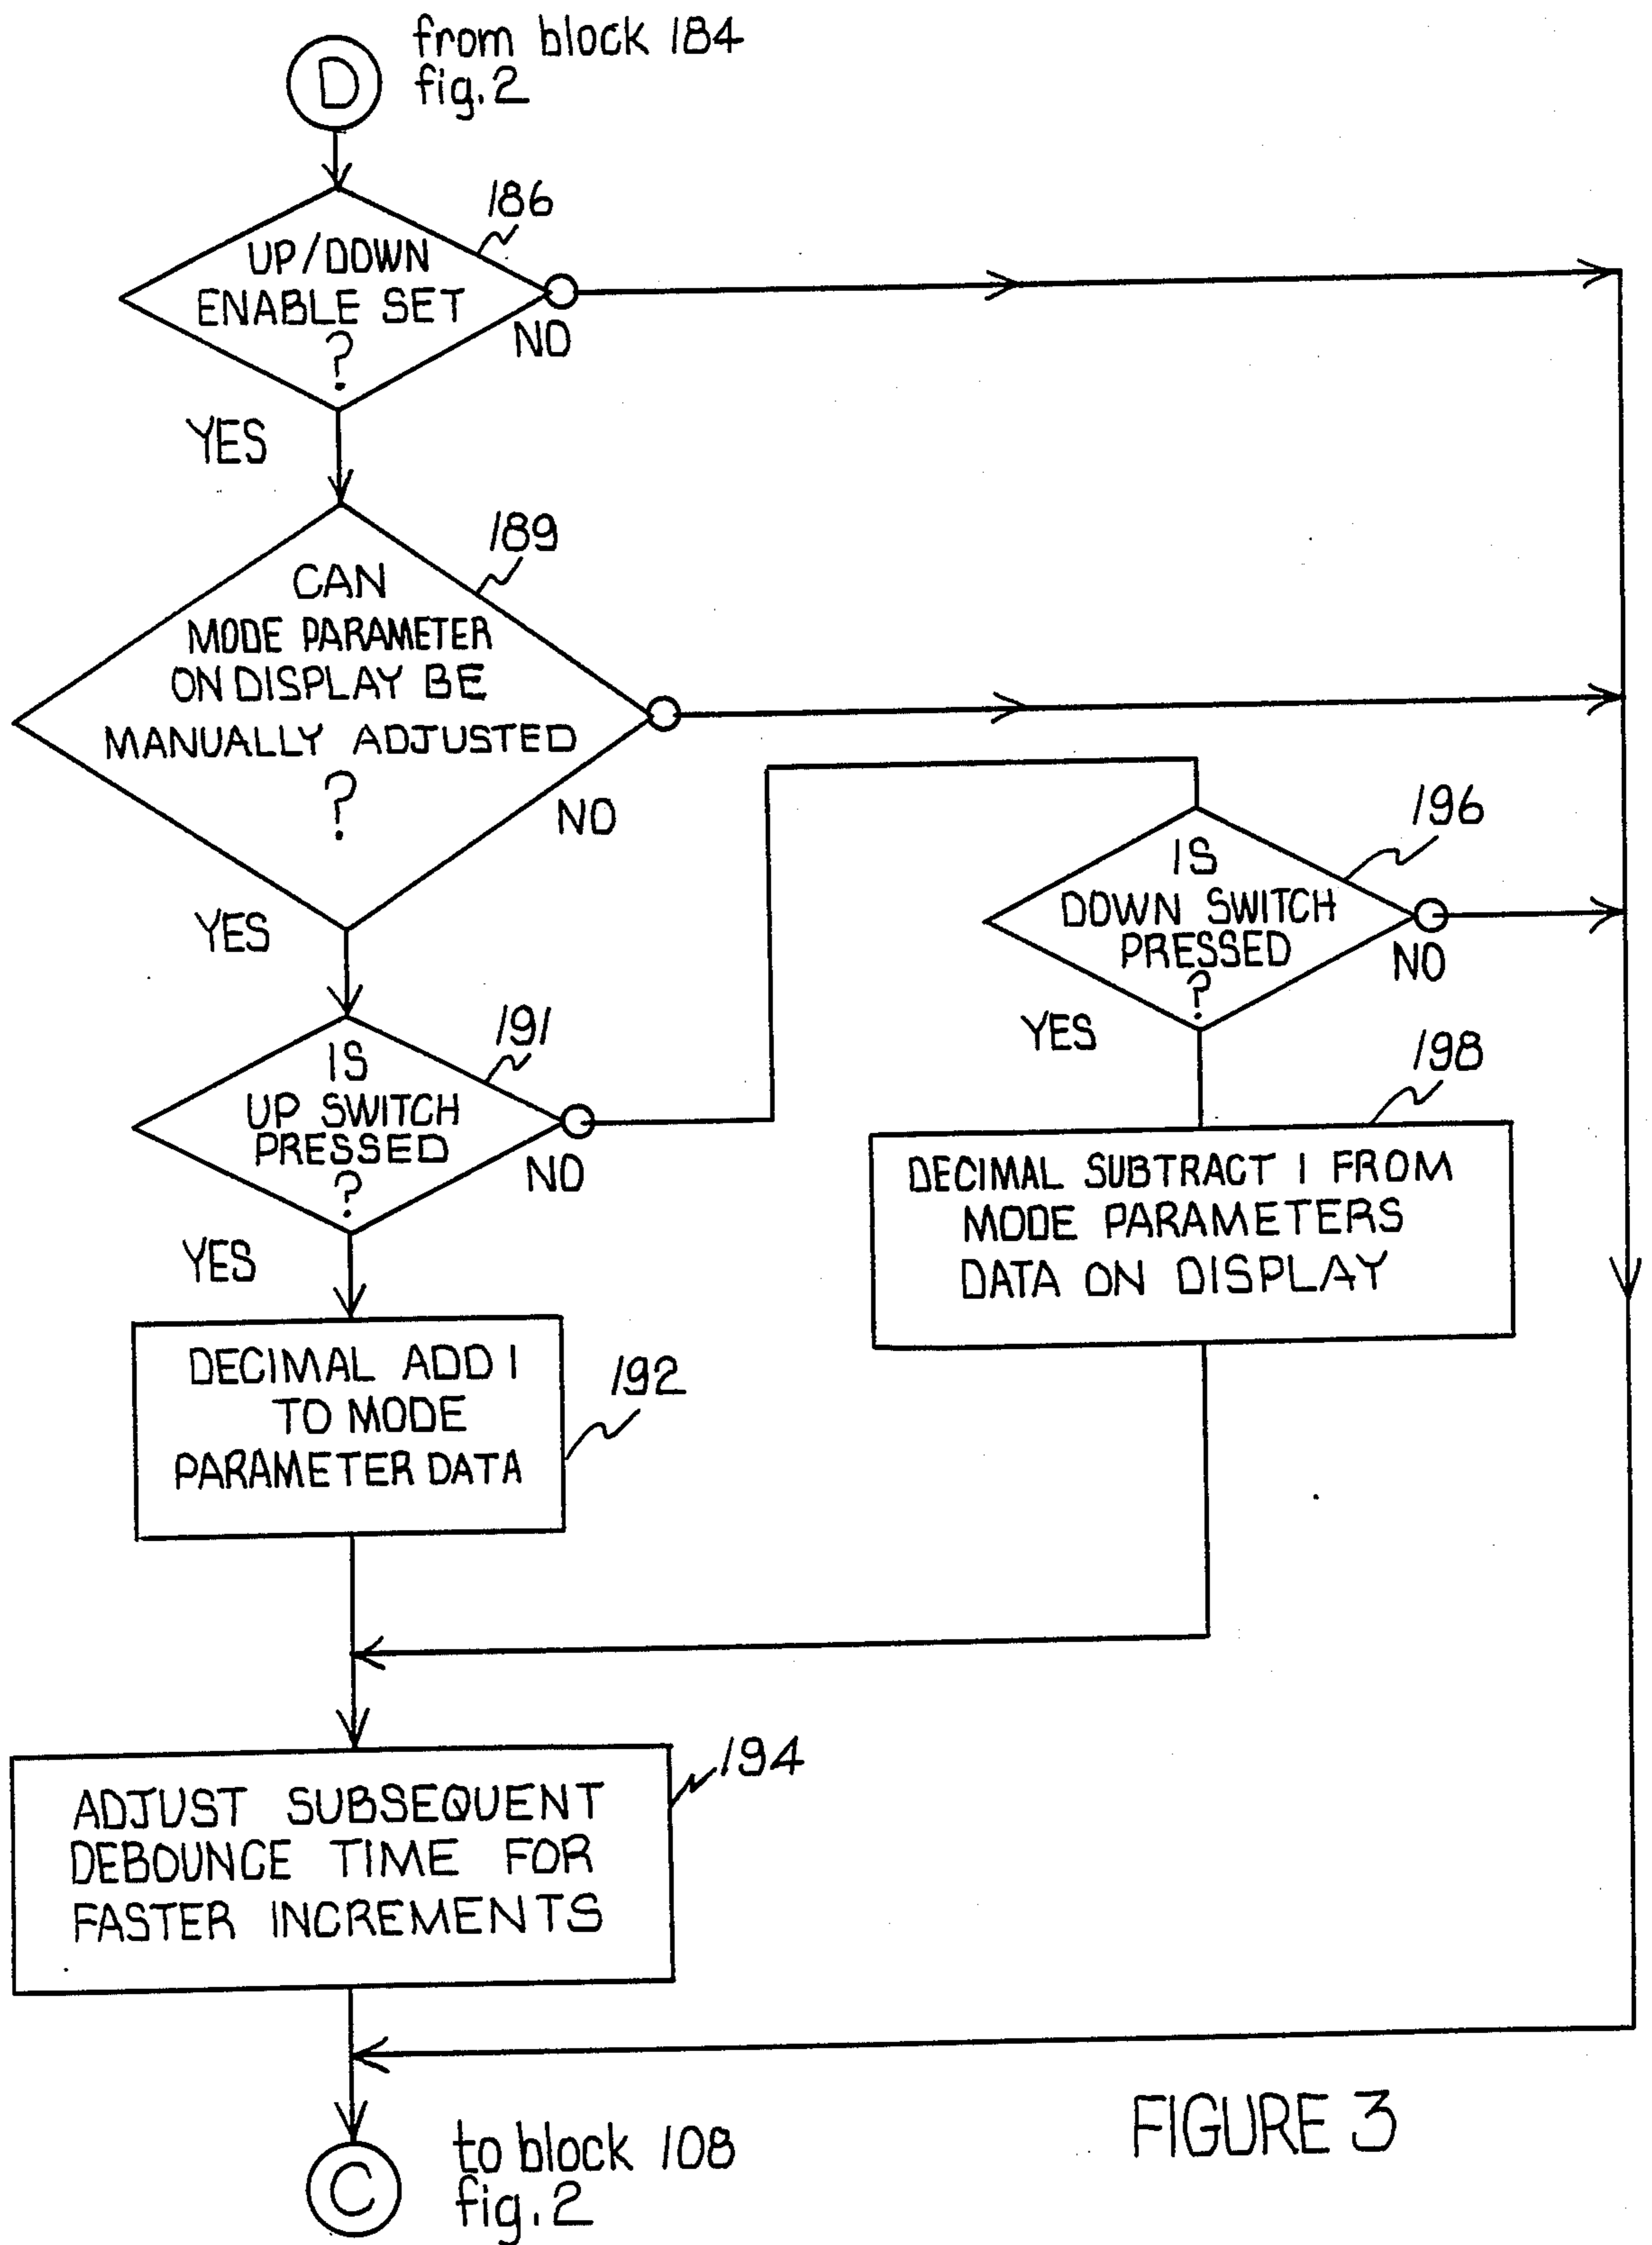 D
from block 184
fig. 2
186
UP/DOWN
ENABLE SET
?
NO
YES
189
CAN
MODE PARAMETER
ON DISPLAY BE
MANUALLY ADJUSTED
?
NO
YES
196
IS
DOWN SWITCH
PRESSED
?
NO
YES
191
IS
UP SWITCH
PRESSED
?
NO
YES
198
DECIMAL SUBTRACT 1 FROM
MODE PARAMETERS
DATA ON DISPLAY
DECIMAL ADD 1
TO MODE
PARAMETER DATA
192
194
ADJUST SUBSEQUENT
DEBOUNCE TIME FOR
FASTER INCREMENTS
C
to block 108
fig. 2
FIGURE 3